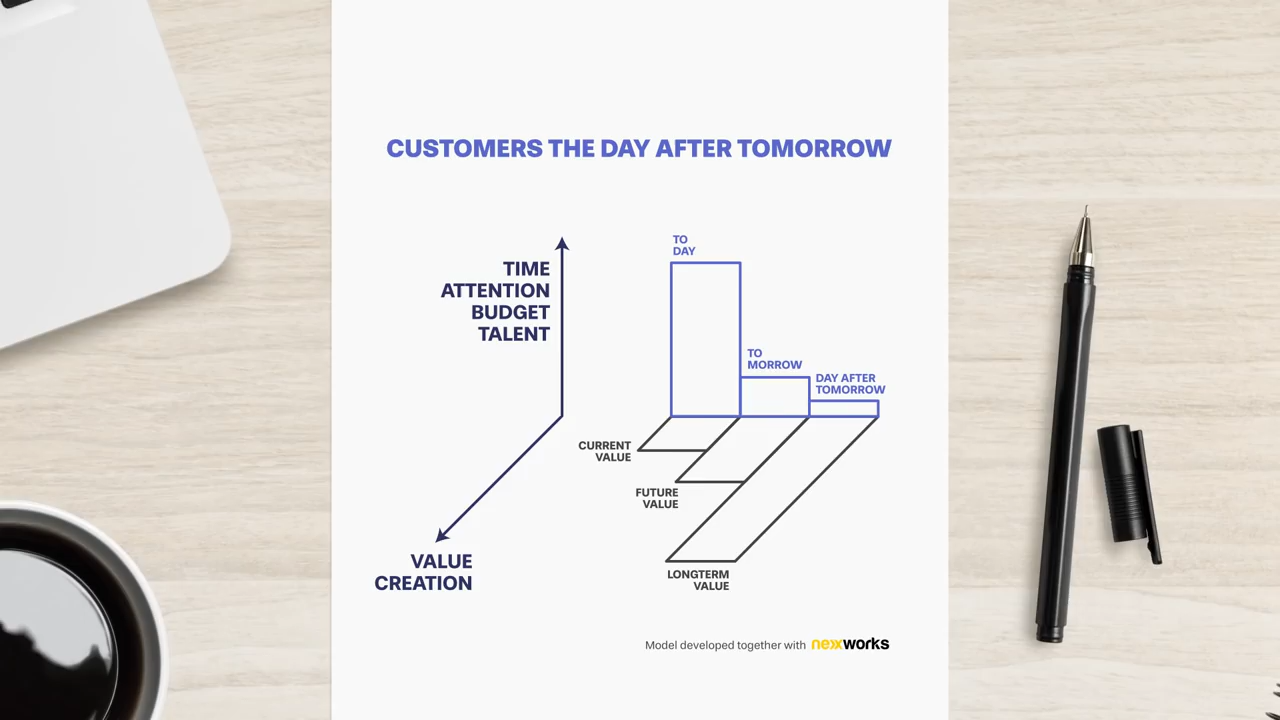 CUSTOMERS THE DAY AFTER TOMORROW
TIME
ATTENTION
BUDGET
TALENT
VALUE
CREATION
TO
DAY
TO
MORROW
DAY AFTER
TOMORROW
CURRENT
VALUE
FUTURE
VALUE
LONGTERM
VALUE
Model developed together with nexxworks